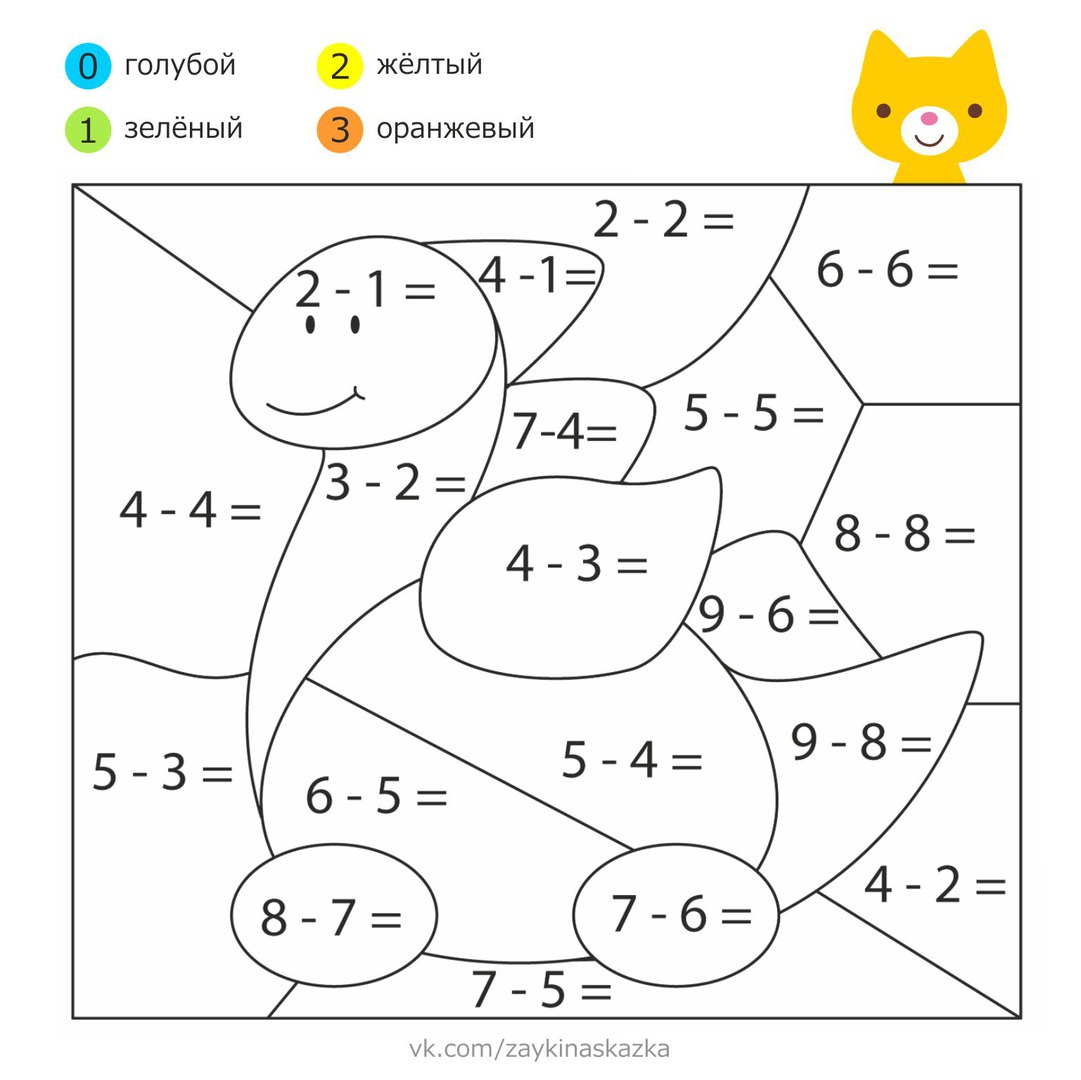 0 голубой 2 жёлтый
1 зелёный 3 оранжевый
2 - 2 =
6 - 6 =
2 - 1 =
4 -1=
5 - 5 =
7-4=
3 - 2 =
4 - 4 =
8 - 8 =
4 - 3 =
9 - 6 =
9 - 8 =
5 - 4 =
5 - 3 =
6 - 5 =
4 - 2 =
8 - 7 =
7 - 6 =
7 - 5 =
vk.com/zaykinaskazka